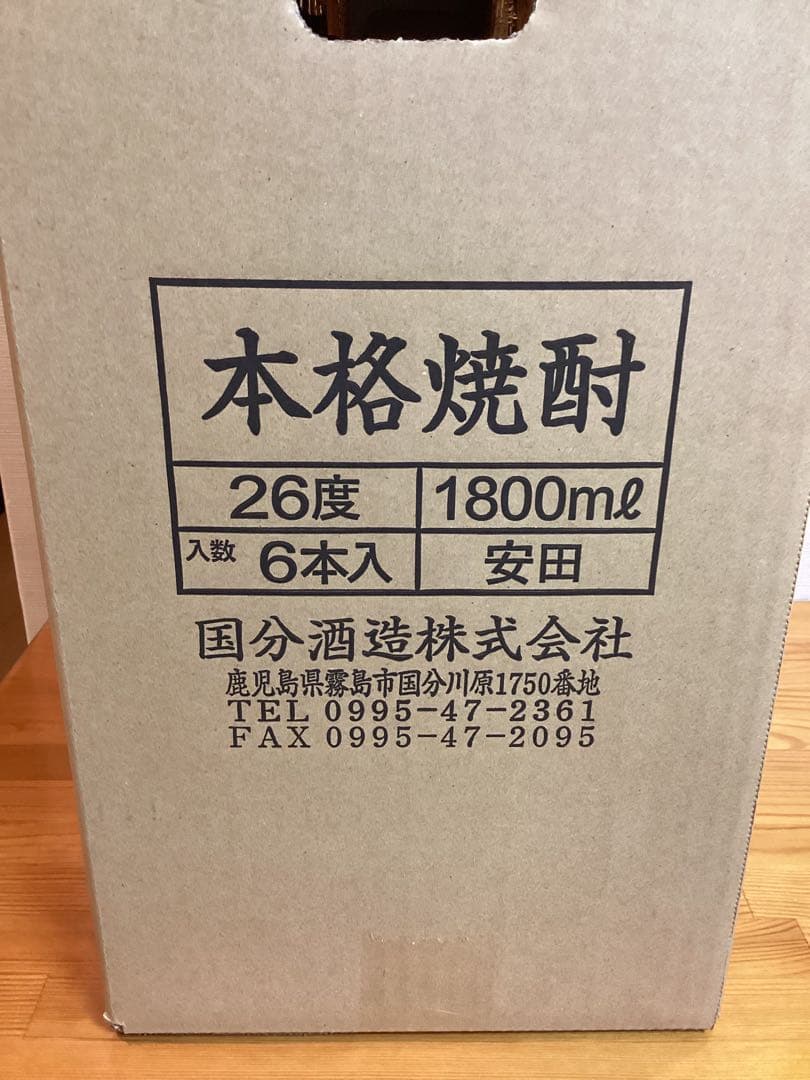 本格焼酎
26度 1800mℓ
入数 6本入 安田
国分酒造株式会社
鹿児島県霧島市国分川原1750番地
TEL 0995-47-2361
FAX 0995-47-2095